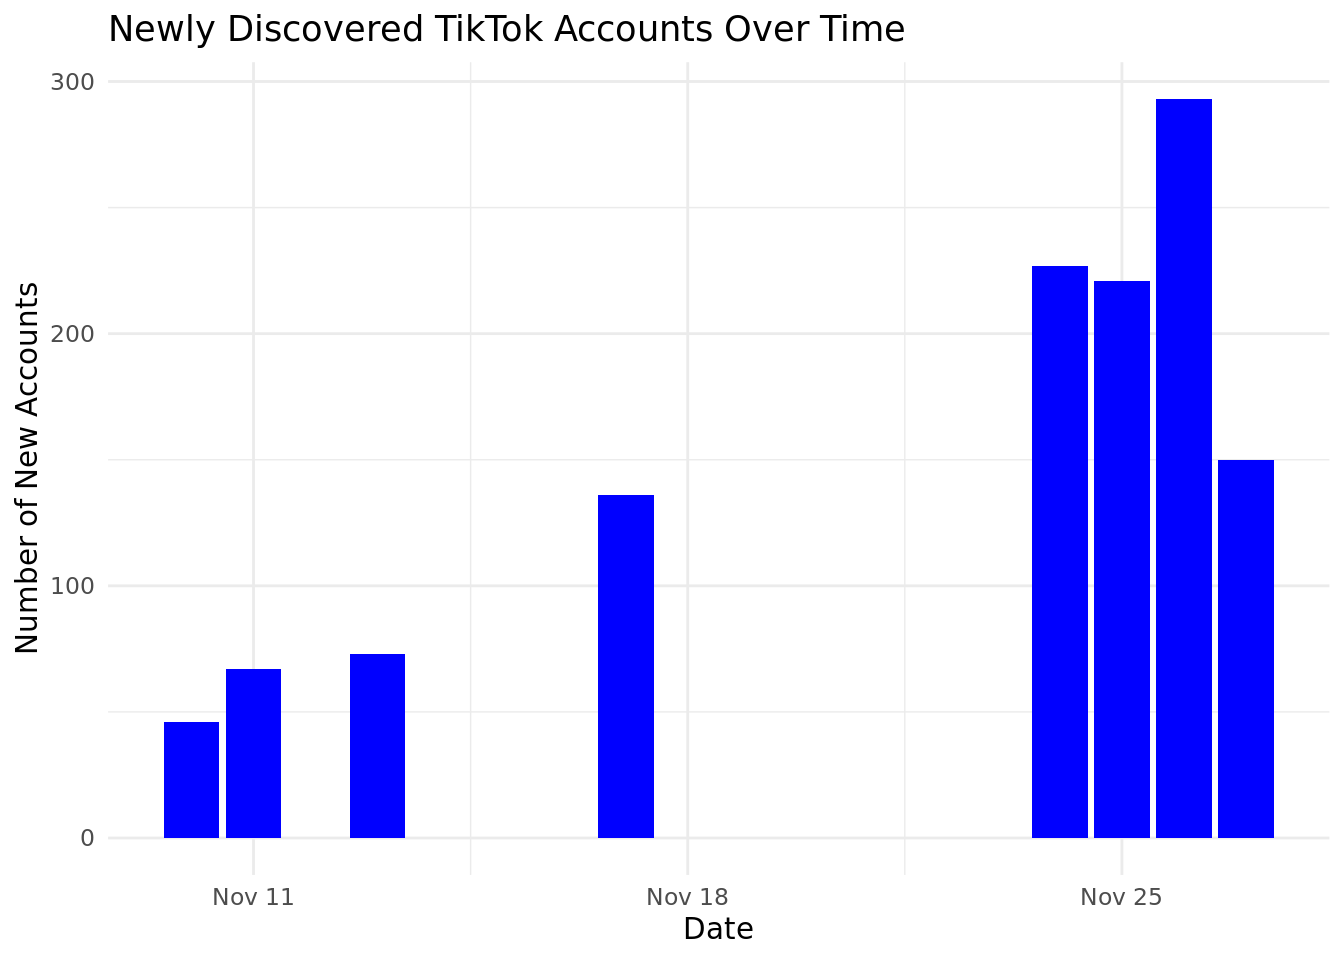 Newly Discovered TikTok Accounts Over Time
Number of New Accounts
300
200
100
0
Nov 11
Nov 18
Nov 25
Date